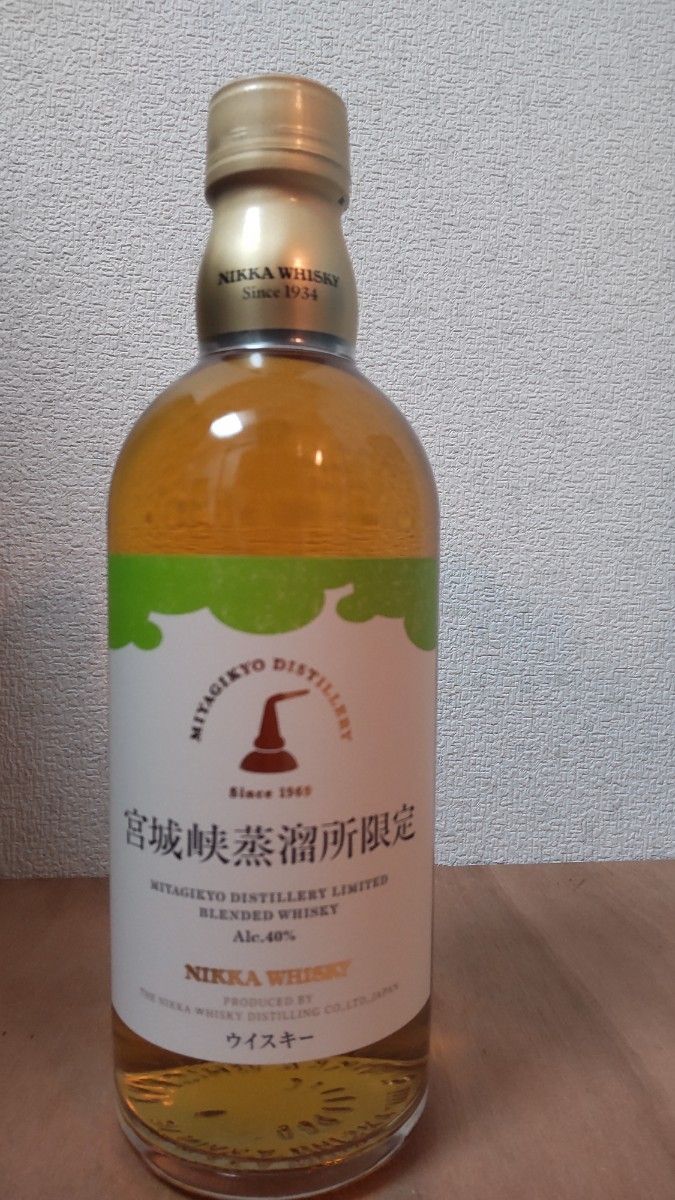 NIKKA WHISKY
Since 1934
MIYAGIKYO DISTILLERY
Since 1969
宮城峡蒸溜所限定
MIYAGIKYO DISTILLERY LIMITED
BLENDED WHISKY
Alc.40%
NIKKA WHISKY
PRODUCED BY
THE NIKKA WHISKY DISTILLING CO.,LTD.,JAPAN
ウイスキー